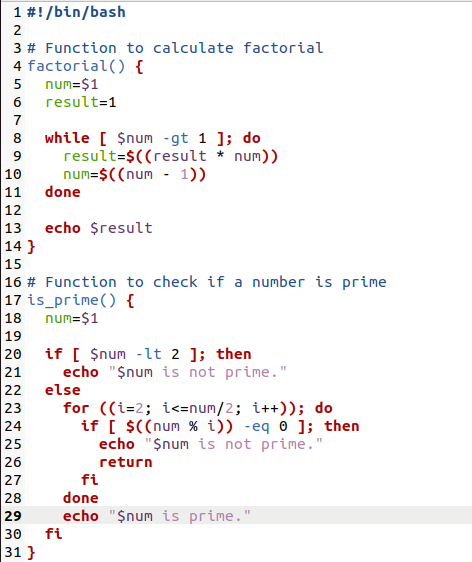 1 #!/bin/bash
2
3 # Function to calculate factorial
4 factorial() {
5   num=$1
6   result=1
7
8   while [ $num -gt 1 ]; do
9     result=$((result * num))
10     num=$((num - 1))
11   done
12
13   echo $result
14 }
15
16 # Function to check if a number is prime
17 is_prime() {
18   num=$1
19
20   if [ $num -lt 2 ]; then
21     echo "$num is not prime."
22   else
23     for ((i=2; i<=num/2; i++)); do
24       if [ $((num % i)) -eq 0 ]; then
25         echo "$num is not prime."
26         return
27       fi
28     done
29     echo "$num is prime."
30   fi
31 }